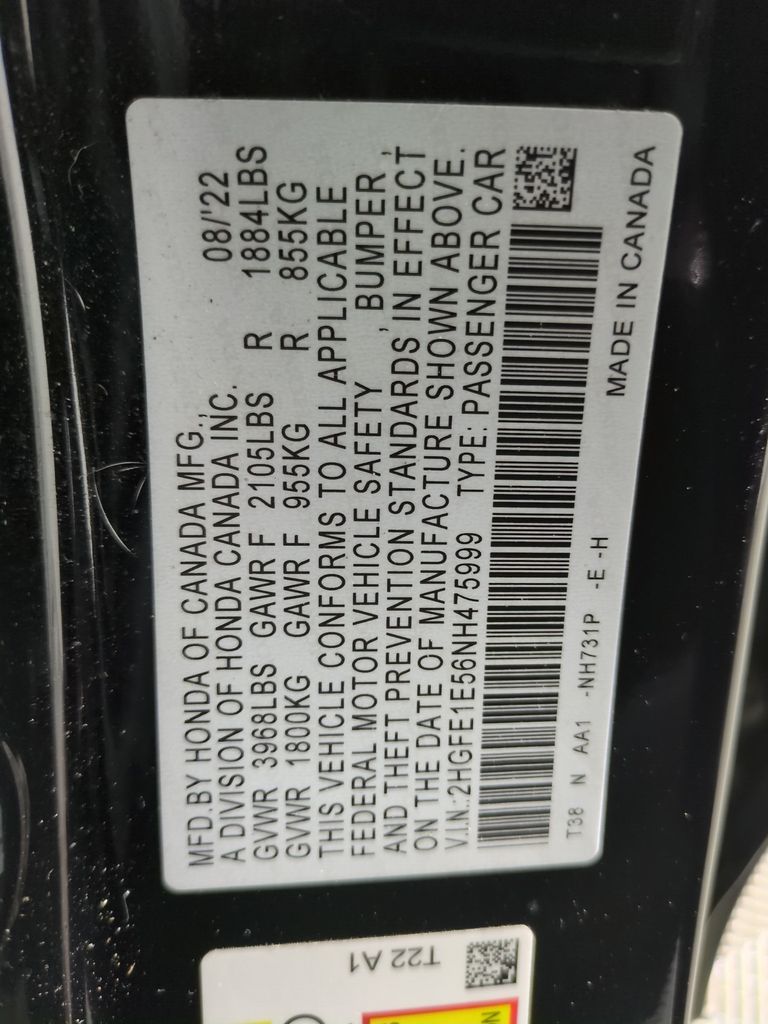 MFD.BY HONDA OF CANADA MFG.,
A DIVISION OF HONDA CANADA INC. 08/'22
GVWR 3968LBS GAWR F 2105LBS R 1884LBS
GVWR 1800KG GAWR F 955KG R 855KG
THIS VEHICLE CONFORMS TO ALL APPLICABLE
FEDERAL MOTOR VEHICLE SAFETY , BUMPER ,
AND THEFT PREVENTION STANDARDS IN EFFECT
ON THE DATE OF MANUFACTURE SHOWN ABOVE.
V.I.N.:2HGFE1E56NH475999 TYPE: PASSENGER CAR
T38 N AA1 -NH731P -E -H
MADE IN CANADA
T22 A1